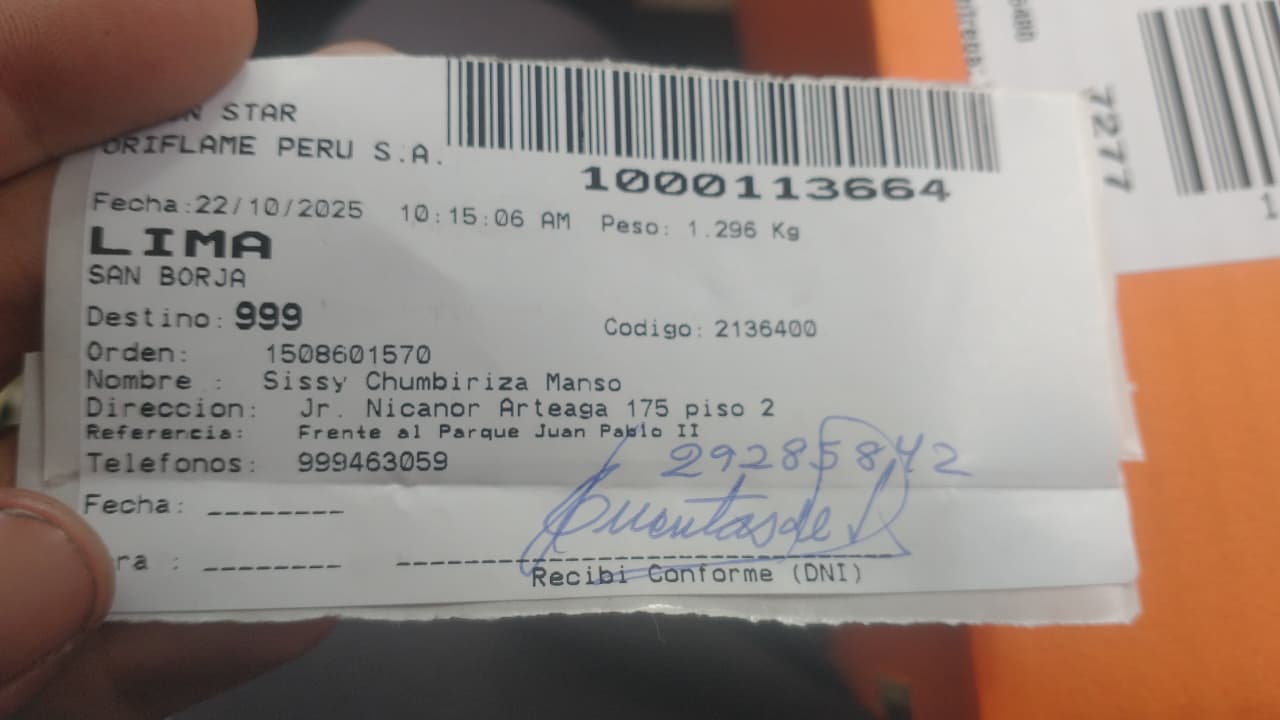 STAR
ORIFLAME PERU S.A.
1000113664
Fecha:22/10/2025 10:15:06 AM Peso: 1.296 Kg
LIMA
SAN BORJA
Destino: 999 Codigo: 2136400
Orden: 1508601570
Nombre : Sissy Chumbiriza Manso
Direccion: Jr. Nicanor Arteaga 175 piso 2
Referencia: Frente al Parque Juan Pablo II
Telefonos: 999463059
29285842
Fecha: --------
Cuentas de
ra : --------
Recibi Conforme (DNI)
7277